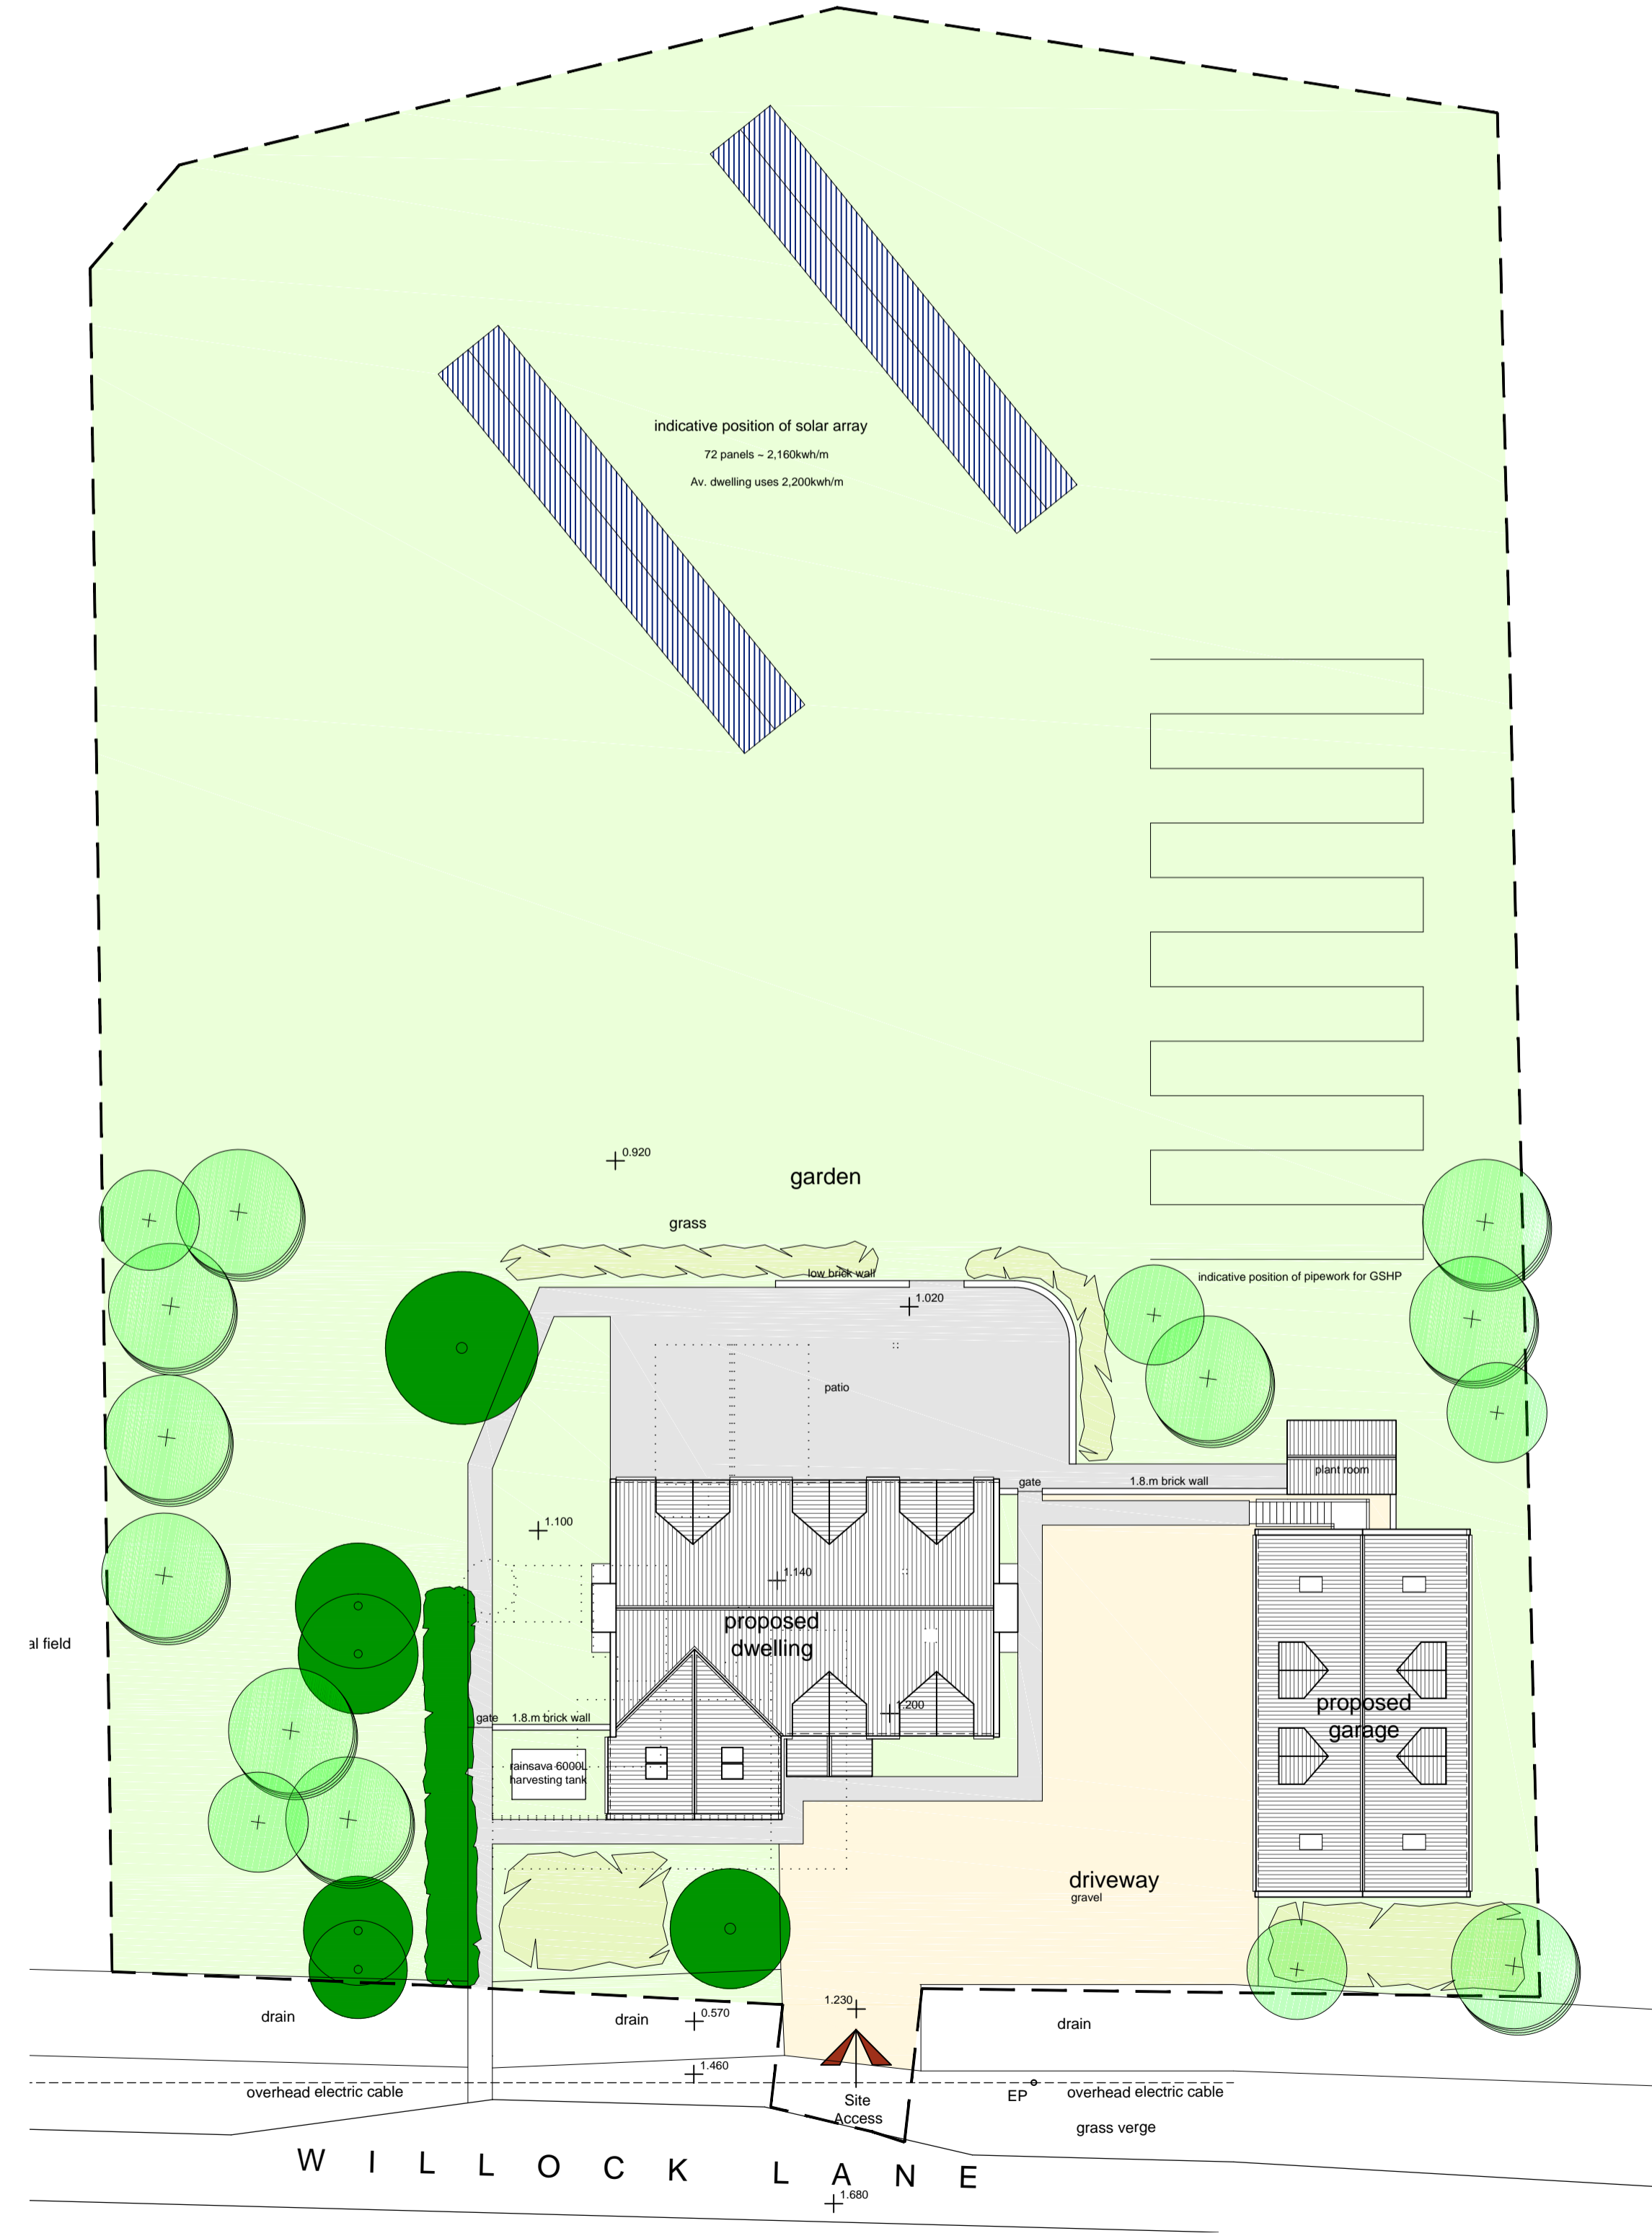 indicative position of solar array
72 panels ~ 2,160kwh/m
Av. dwelling uses 2,200kwh/m
0.920
garden
grass
low brick wall
indicative position of pipework for GSHP
1.020
patio
plant room
gate
1.8.m brick wall
1.100
1.140
proposed
dwelling
al field
1.200
proposed
garage
gate
1.8.m brick wall
rainsava 6000L
harvesting tank
driveway
gravel
1.230
drain
drain
0.570
drain
1.460
overhead electric cable
EP
overhead electric cable
Site
Access
grass verge
WILLOCK LANE
1.680